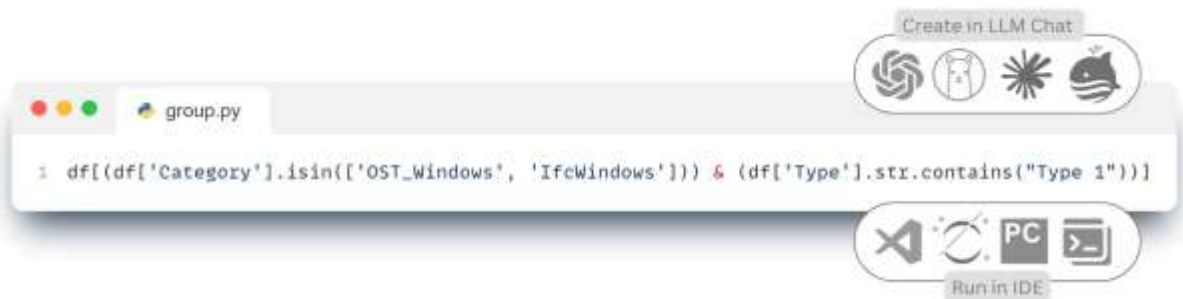 Create in LLM Chat
group.py
1 df[(df['Category'].isin(['OST_Windows', 'IfcWindows'])) & (df['Type'].str.contains("Type 1"))]
PC
Run in IDE